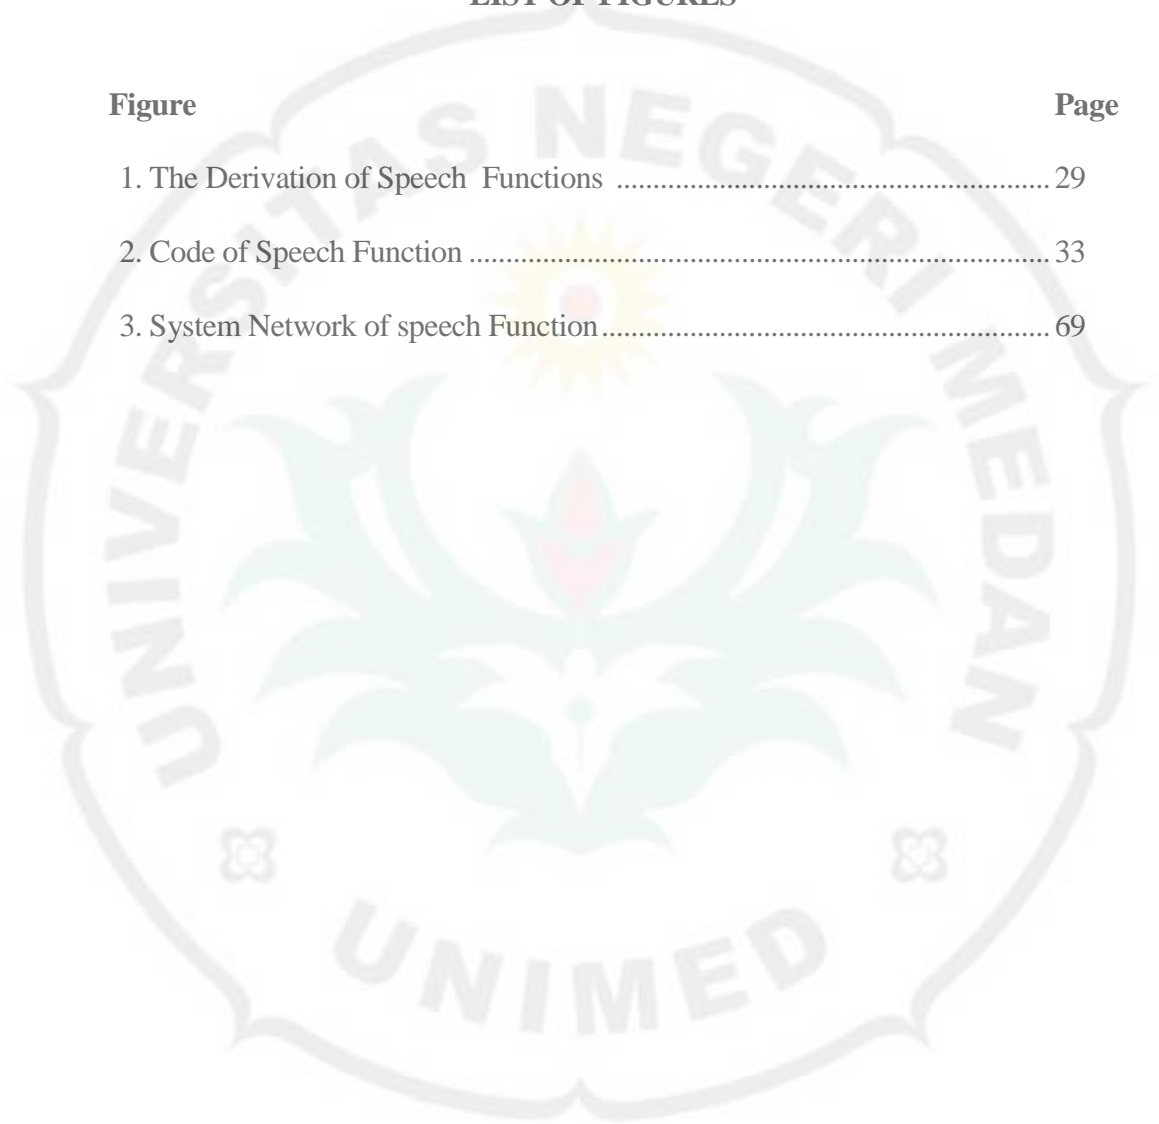 LIST OF FIGURES
Figure Page
1. The Derivation of Speech Functions ........................................................... 29
2. Code of Speech Function ............................................................................... 33
3. System Network of speech Function ............................................................. 69
UNIVERSITAS NEGERI MEDAN
UNIMED